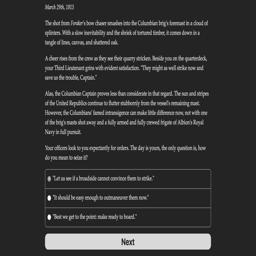 March 29th, 1813
The shot from Fowler's bow chaser smashes into the Columbian brig's foremast in a cloud of
splinters. With a slow inevitability and the shriek of tortured timber, it comes down in a
tangle of lines, canvas, and shattered oak.
A cheer rises from the crew as they see their quarry stricken. Beside you on the quarterdeck,
your Third Lieutenant grins with evident satisfaction. "They might as well strike now and
save us the trouble, Captain."
Alas, the Columbian Captain proves less than considerate in that regard. The sun and stripes
of the United Republics continue to flutter stubbornly from the vessel's remaining mast.
However, the Columbians' famed intransigence can make little difference now, not with one
of the brig's masts shot away and a fully armed and fully crewed frigate of Albion's Royal
Navy in full pursuit.
Your officers look to you expectantly for orders. The day is yours, the only question is, how
do you mean to seize it?
"Let us see if a broadside cannot convince them to strike."
"It should be easy enough to outmaneuver them now."
"Best we get to the point: make ready to board."
Next